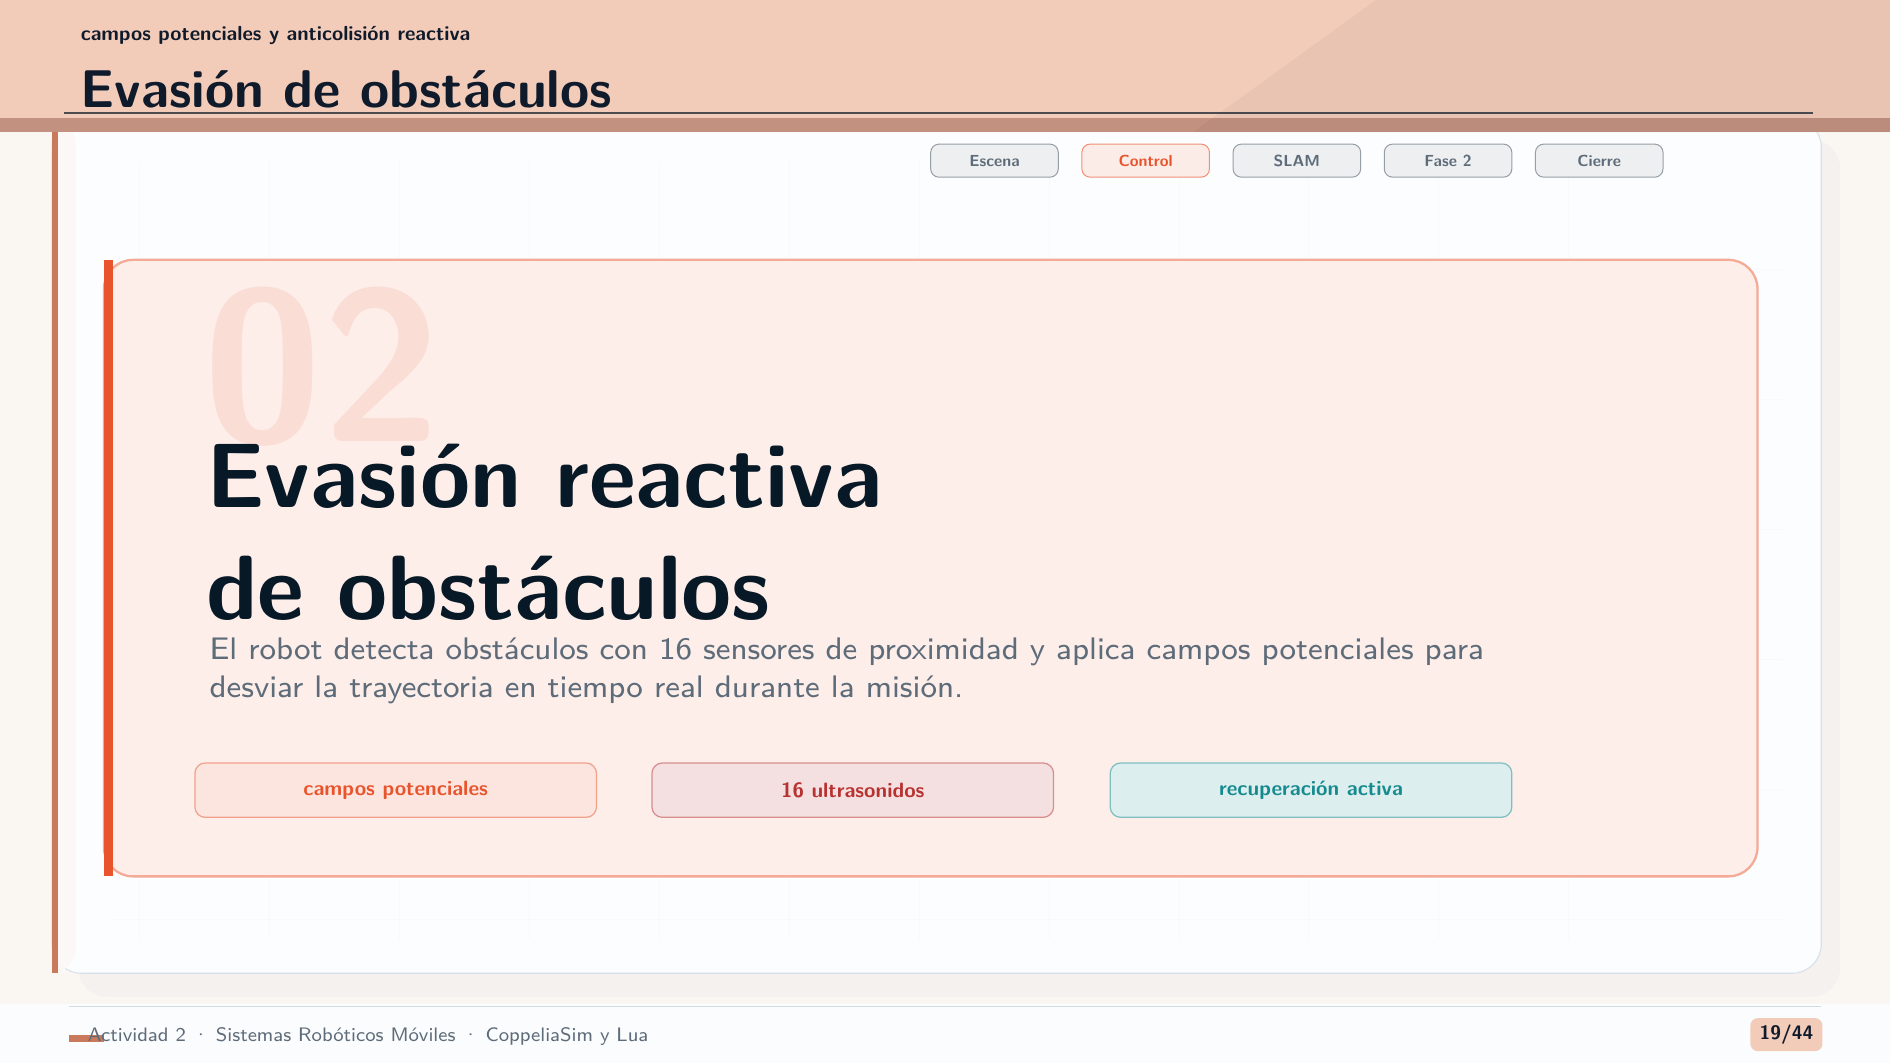 campos potenciales y anticolisión reactiva
Evasión de obstáculos
Escena
Control
SLAM
Fase 2
Cierre
02
Evasión reactiva
de obstáculos
El robot detecta obstáculos con 16 sensores de proximidad y aplica campos potenciales para
desviar la trayectoria en tiempo real durante la misión.
campos potenciales
16 ultrasonidos
recuperación activa
Actividad 2 · Sistemas Robóticos Móviles · CoppeliaSim y Lua
19/44